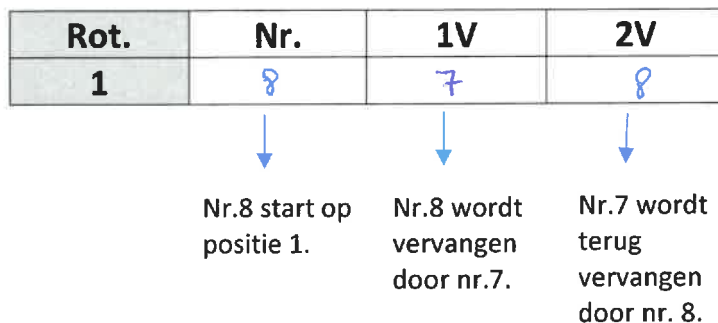 Rot. Nr. 1V 2V
1 8 7 8
Nr.8 start op
positie 1.
Nr.8 wordt
vervangen
door nr.7.
Nr.7 wordt
terug
vervangen
door nr. 8.